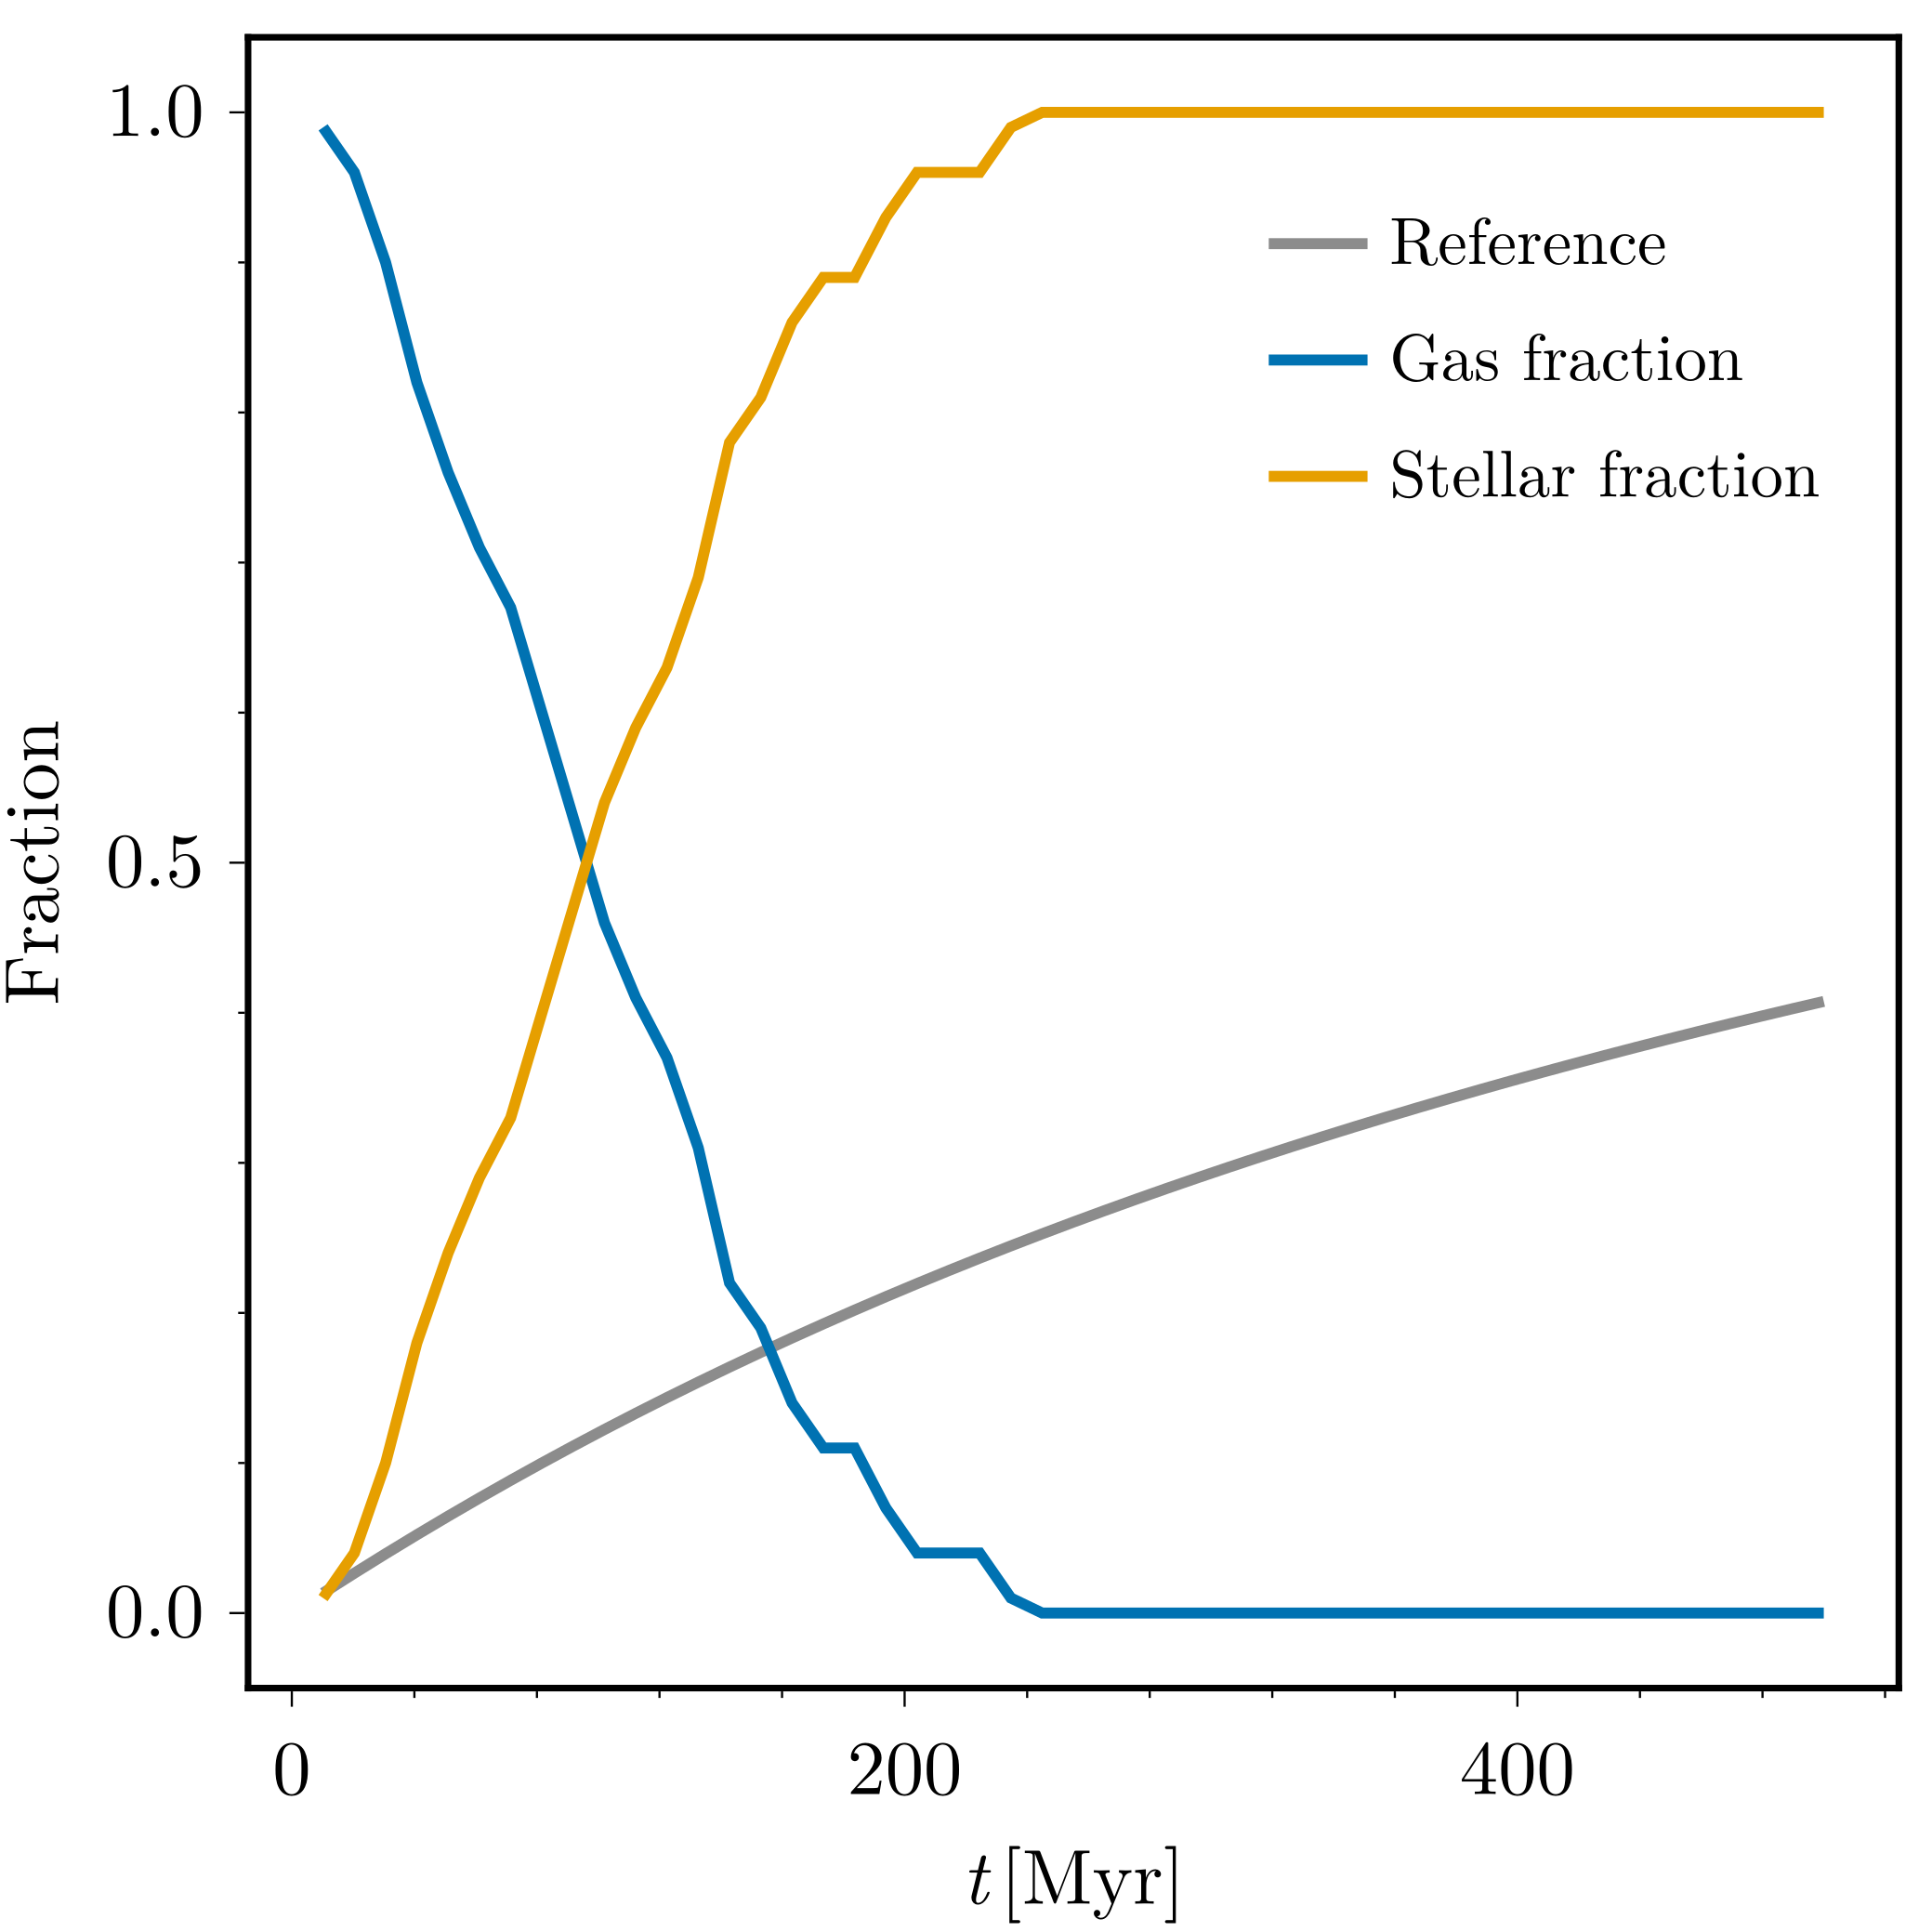 1.0
0.5
0.0
Fraction
Reference
Gas fraction
Stellar fraction
0 200 400
t [Myr]